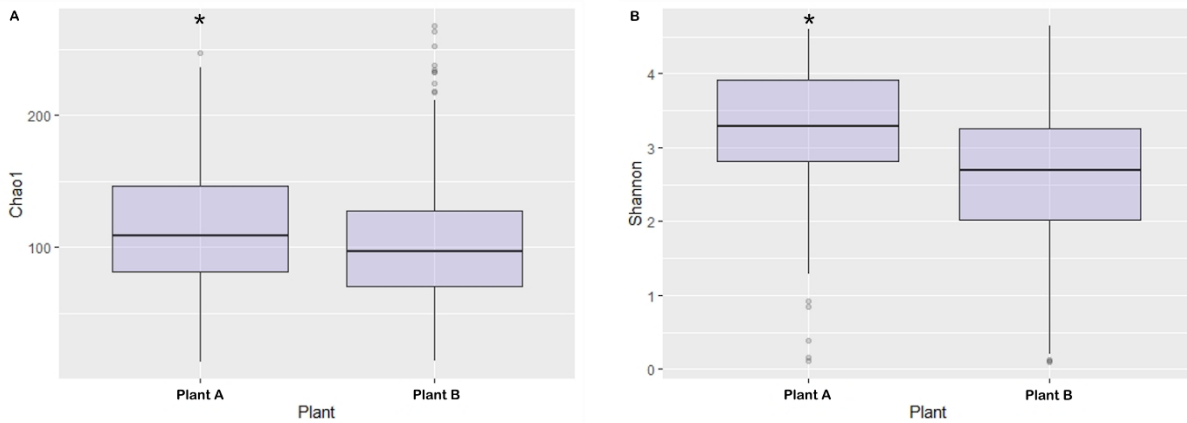 A
*
Chao1
200
100
Plant A
Plant B
Plant
B
*
Shannon
4
3
2
1
0
Plant A
Plant B
Plant